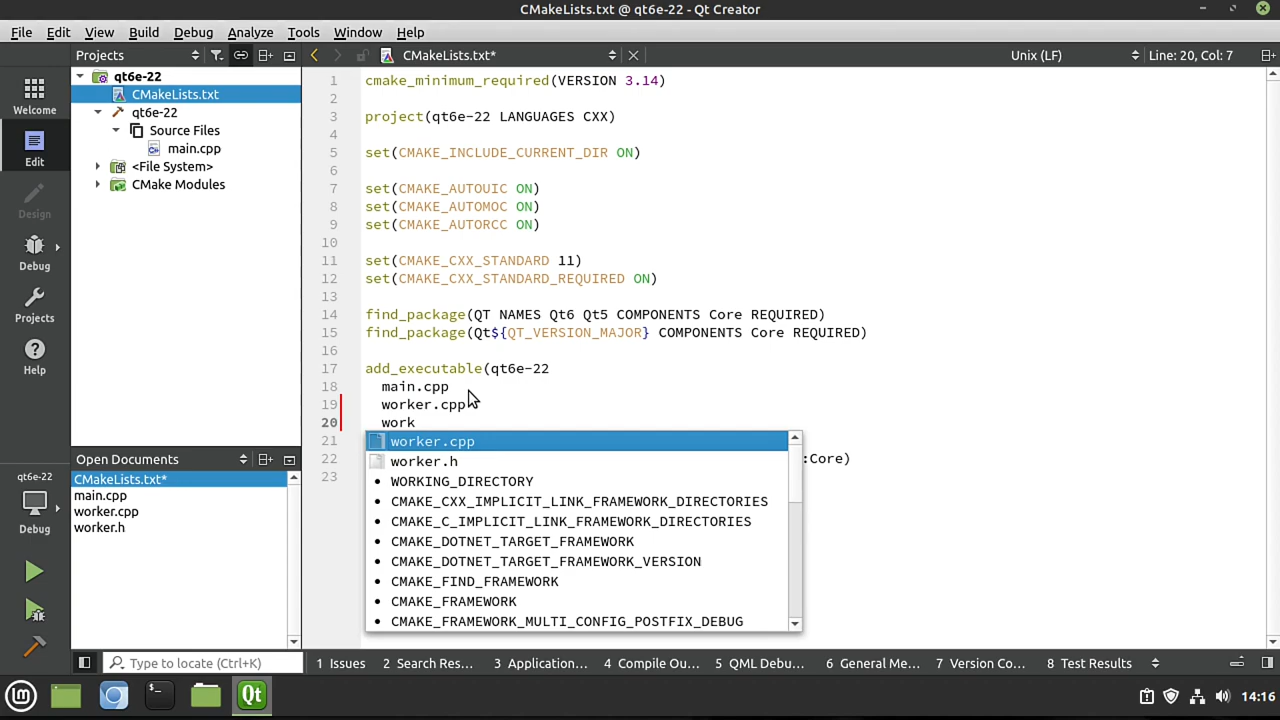 CMakeLists.txt @ qt6e-22 - Qt Creator
File Edit View Build Debug Analyze Tools Window Help
Projects
CMakeLists.txt*
Unix (LF)
Line: 20, Col: 7
Welcome
Edit
Design
Debug
Projects
Help
qt6e-22
Debug
qt6e-22
CMakeLists.txt
qt6e-22
Source Files
main.cpp
<File System>
CMake Modules
Open Documents
CMakeLists.txt*
main.cpp
worker.cpp
worker.h
1 cmake_minimum_required(VERSION 3.14)
2
3 project(qt6e-22 LANGUAGES CXX)
4
5 set(CMAKE_INCLUDE_CURRENT_DIR ON)
6
7 set(CMAKE_AUTOUIC ON)
8 set(CMAKE_AUTOMOC ON)
9 set(CMAKE_AUTORCC ON)
10
11 set(CMAKE_CXX_STANDARD 11)
12 set(CMAKE_CXX_STANDARD_REQUIRED ON)
13
14 find_package(QT NAMES Qt6 Qt5 COMPONENTS Core REQUIRED)
15 find_package(Qt${QT_VERSION_MAJOR} COMPONENTS Core REQUIRED)
16
17 add_executable(qt6e-22
18 main.cpp
19 worker.cpp
20 work
21
22 :Core)
23
worker.cpp
worker.h
WORKING_DIRECTORY
CMAKE_CXX_IMPLICIT_LINK_FRAMEWORK_DIRECTORIES
CMAKE_C_IMPLICIT_LINK_FRAMEWORK_DIRECTORIES
CMAKE_DOTNET_TARGET_FRAMEWORK
CMAKE_DOTNET_TARGET_FRAMEWORK_VERSION
CMAKE_FIND_FRAMEWORK
CMAKE_FRAMEWORK
CMAKE_FRAMEWORK_MULTI_CONFIG_POSTFIX_DEBUG
Type to locate (Ctrl+K)
1 Issues 2 Search Res... 3 Application... 4 Compile Ou... 5 QML Debu... 6 General Me... 7 Version Co... 8 Test Results
Qt
14:16